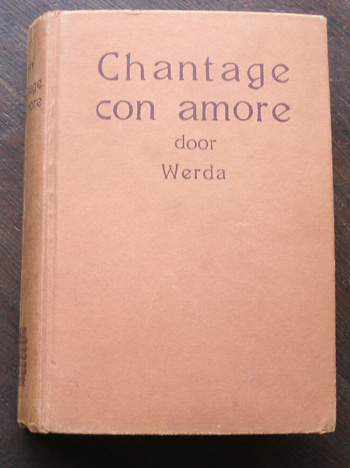 Chantage
con amore
door
Werda